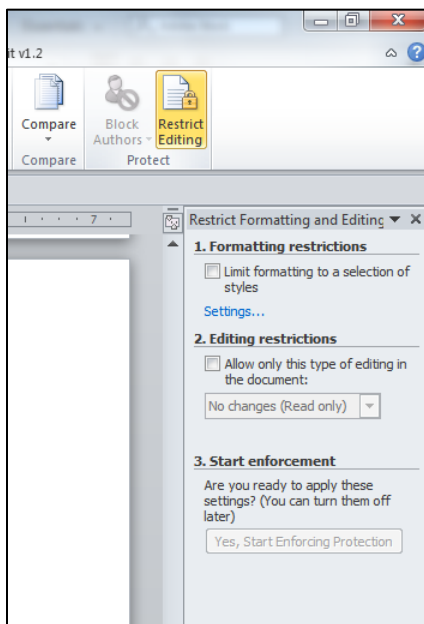 it v1.2
Compare
Block
Authors
Restrict
Editing
Compare
Protect
7
Restrict Formatting and Editing
1. Formatting restrictions
Limit formatting to a selection of
styles
Settings...
2. Editing restrictions
Allow only this type of editing in
the document:
No changes (Read only)
3. Start enforcement
Are you ready to apply these
settings? (You can turn them off
later)
Yes, Start Enforcing Protection